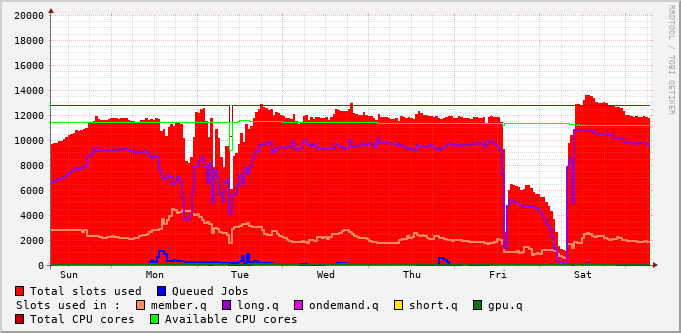 20000
18000
16000
14000
12000
10000
8000
6000
4000
2000
0
Sun Mon Tue Wed Thu Fri Sat
RRDTOOL / TOBI OETIKER
Total slots used Queued Jobs
Slots used in : member.q long.q ondemand.q short.q gpu.q
Total CPU cores Available CPU cores